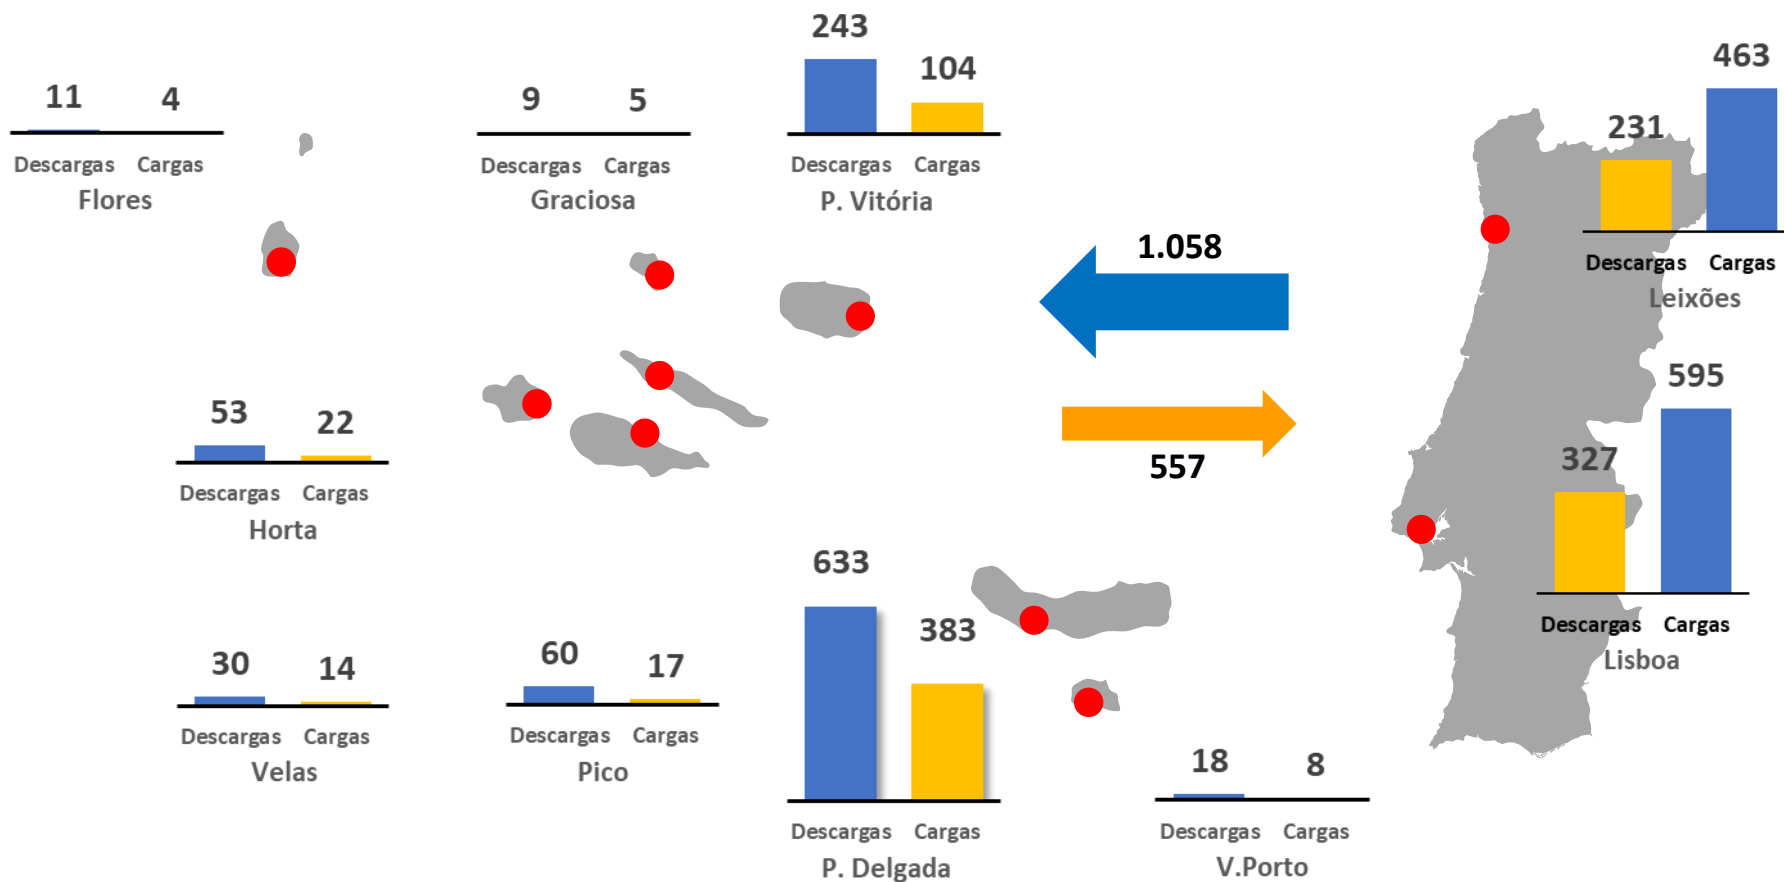 11 4
Descargas Cargas
Flores
9 5
Descargas Cargas
Graciosa
243
104
Descargas Cargas
P. Vitória
463
231
Descargas Cargas
Leixões
1.058
557
53 22
Descargas Cargas
Horta
595
327
Descargas Cargas
Lisboa
30 14
Descargas Cargas
Velas
60 17
Descargas Cargas
Pico
633
383
Descargas Cargas
P. Delgada
18 8
Descargas Cargas
V.Porto